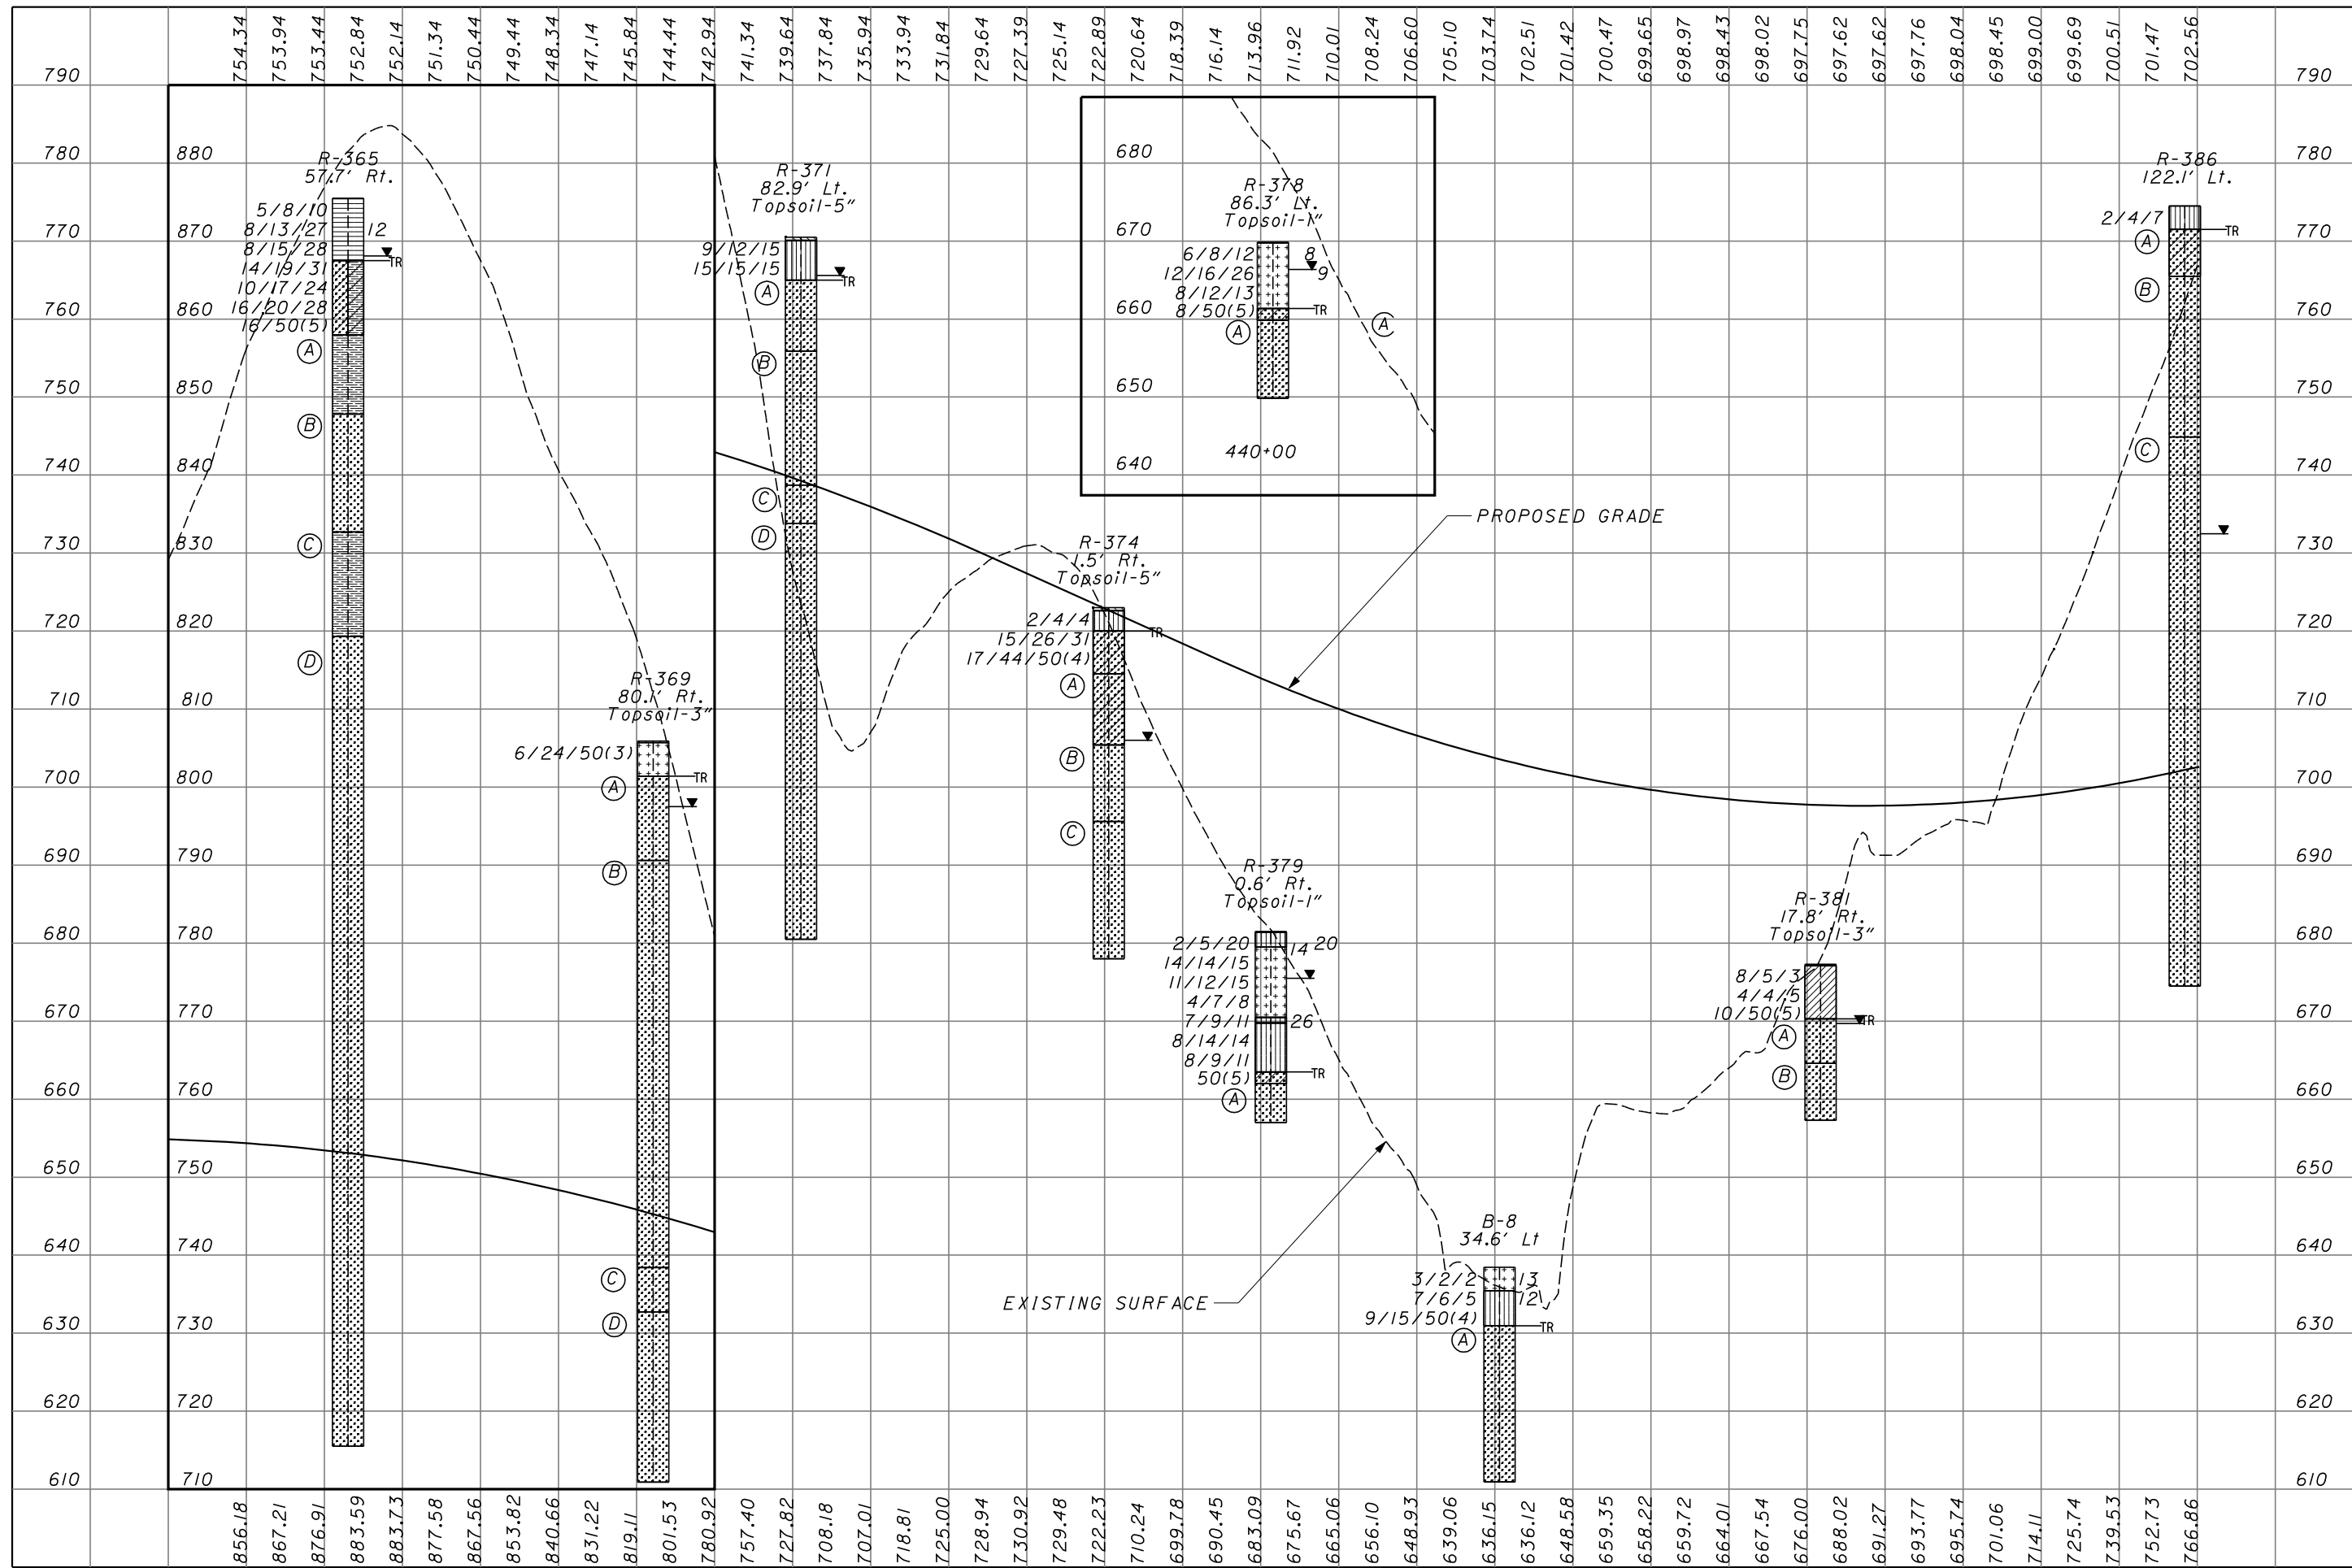 754.34 753.94 753.44 752.84 752.14 751.34 750.44 749.44 748.34 747.14 745.84 744.44 742.94 741.34 739.64 737.84 735.94 733.94 731.84 729.64 727.39 725.14 722.89 720.64 718.39 716.14 713.96 711.92 710.01 708.24 706.60 705.10 703.74 702.51 701.42 700.47 699.65 698.97 698.43 698.02 697.75 697.62 697.62 697.76 698.04 698.45 699.00 699.69 700.51 701.47 702.56
790 790
780 880 680 780
770 870 670 770
760 860 660 760
750 850 650 750
740 840 640 740
730 830 730
720 820 720
710 810 710
700 800 700
690 790 690
680 780 680
670 770 670
660 760 660
650 750 650
640 740 640
630 730 630
620 720 620
610 710 610
R-365
57.7' Rt.
5/8/10
8/13/27 12
8/15/28
14/19/31 TR
10/17/24
16/20/28
16/50(5)
A
B
C
D
R-369
80.1' Rt.
Topsoil-3"
6/24/50(3)
TR
A
B
C
D
R-371
82.9' Lt.
Topsoil-5"
9/12/15
15/15/15
TR
A
B
C
D
R-378
86.3' Lt.
Topsoil-1"
6/8/12 8
12/16/26 9
8/12/13
8/50(5) TR
A
A
440+00
PROPOSED GRADE
R-374
1.5' Rt.
Topsoil-5"
2/4/4
15/26/31 TR
17/44/50(4)
A
B
C
R-379
0.6' Rt.
Topsoil-1"
2/5/20 14 20
14/14/15
11/12/15
4/7/8
7/9/11 26
8/14/14
8/9/11
50(5) TR
A
EXISTING SURFACE
B-8
34.6' Lt
3/2/2 13
7/6/5 12
9/15/50(4) TR
A
R-381
17.8' Rt.
Topsoil-3"
8/5/3
4/4/5
10/50(5) TR
A
B
R-386
122.1' Lt.
2/4/7 TR
A
B
C
856.18 867.21 876.91 883.59 883.73 877.58 867.56 853.82 840.66 831.22 819.11 801.53 780.92 757.40 727.82 708.18 707.01 718.81 725.00 728.94 730.92 729.48 722.23 710.24 699.78 690.45 683.09 675.67 665.06 656.10 648.93 639.06 636.15 636.12 648.58 659.35 658.22 659.72 664.01 667.54 676.00 688.02 691.27 693.77 695.74 701.06 714.11 725.74 739.53 752.73 766.86